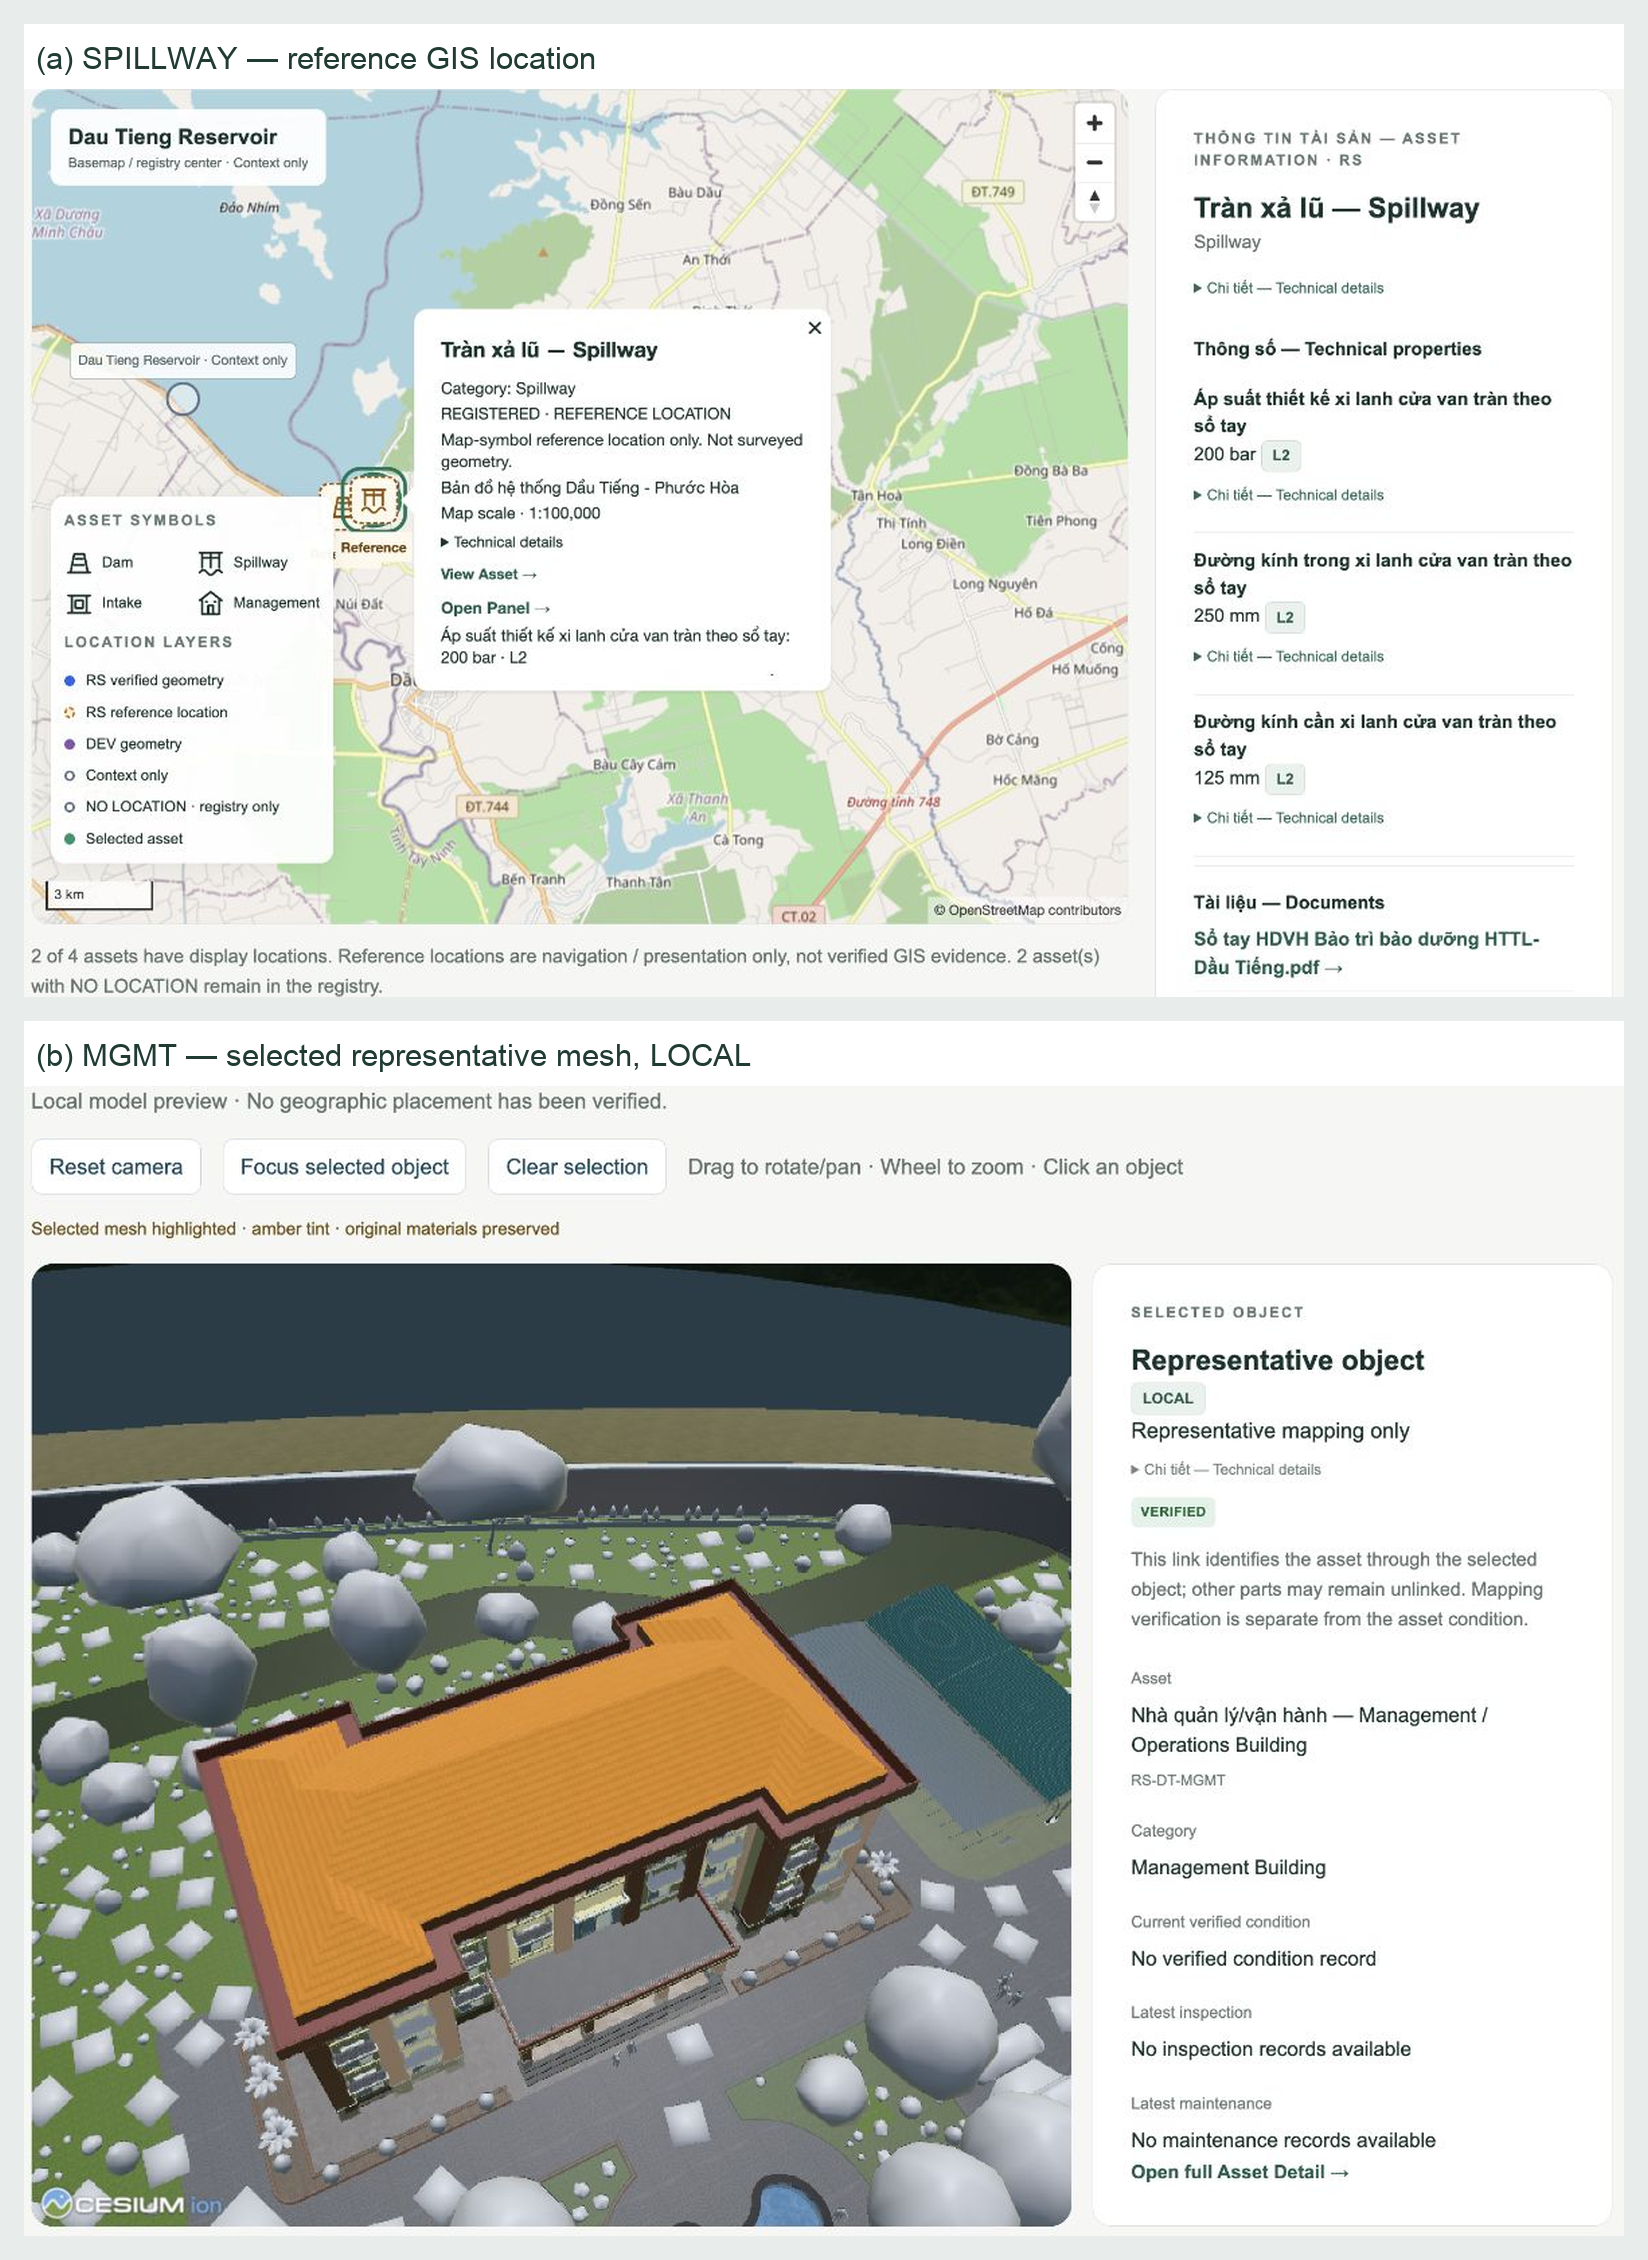 (a) SPILLWAY — reference GIS location
Dau Tieng Reservoir
Basemap / registry center · Context only
Xã Dương
Minh Châu
Đảo Nhím
Đồng Sến
Bàu Dầu
ĐT.749
An Thới
Dau Tieng Reservoir · Context only
Reference
Núi Đất
ASSET SYMBOLS
Dam
Spillway
Intake
Management
LOCATION LAYERS
RS verified geometry
RS reference location
DEV geometry
Context only
NO LOCATION · registry only
Selected asset
3 km
Tràn xả lũ — Spillway
Category: Spillway
REGISTERED · REFERENCE LOCATION
Map-symbol reference location only. Not surveyed
geometry.
Bản đồ hệ thống Dầu Tiếng - Phước Hòa
Map scale · 1:100,000
Technical details
View Asset →
Open Panel →
Áp suất thiết kế xi lanh cửa van tràn theo sổ tay:
200 bar · L2
Đồng Bà Ba
Tân Hoà
Thị Tính
Tiên Phong
Long Điền
Long Nguyên
Hố Đá
Cống
Hố Muống
Bờ Cảng
Hốc Măng
Bàu Cây Cám
Xã Thanh
An
Đường tỉnh 748
ĐT.744
Tỉnh Tây Ninh
Cà Tong
Bến Tranh
Thanh Tân
CT.02
© OpenStreetMap contributors
2 of 4 assets have display locations. Reference locations are navigation / presentation only, not verified GIS evidence. 2 asset(s)
with NO LOCATION remain in the registry.
THÔNG TIN TÀI SẢN — ASSET
INFORMATION · RS
Tràn xả lũ — Spillway
Spillway
Chi tiết — Technical details
Thông số — Technical properties
Áp suất thiết kế xi lanh cửa van tràn theo
sổ tay
200 bar L2
Chi tiết — Technical details
Đường kính trong xi lanh cửa van tràn theo
sổ tay
250 mm L2
Chi tiết — Technical details
Đường kính cần xi lanh cửa van tràn theo
sổ tay
125 mm L2
Chi tiết — Technical details
Tài liệu — Documents
Sổ tay HDVH Bảo trì bảo dưỡng HTTL-
Dầu Tiếng.pdf →
(b) MGMT — selected representative mesh, LOCAL
Local model preview · No geographic placement has been verified.
Reset camera
Focus selected object
Clear selection
Drag to rotate/pan · Wheel to zoom · Click an object
Selected mesh highlighted · amber tint · original materials preserved
CESIUM ion
SELECTED OBJECT
Representative object
LOCAL
Representative mapping only
Chi tiết — Technical details
VERIFIED
This link identifies the asset through the selected
object; other parts may remain unlinked. Mapping
verification is separate from the asset condition.
Asset
Nhà quản lý/vận hành — Management /
Operations Building
RS-DT-MGMT
Category
Management Building
Current verified condition
No verified condition record
Latest inspection
No inspection records available
Latest maintenance
No maintenance records available
Open full Asset Detail →